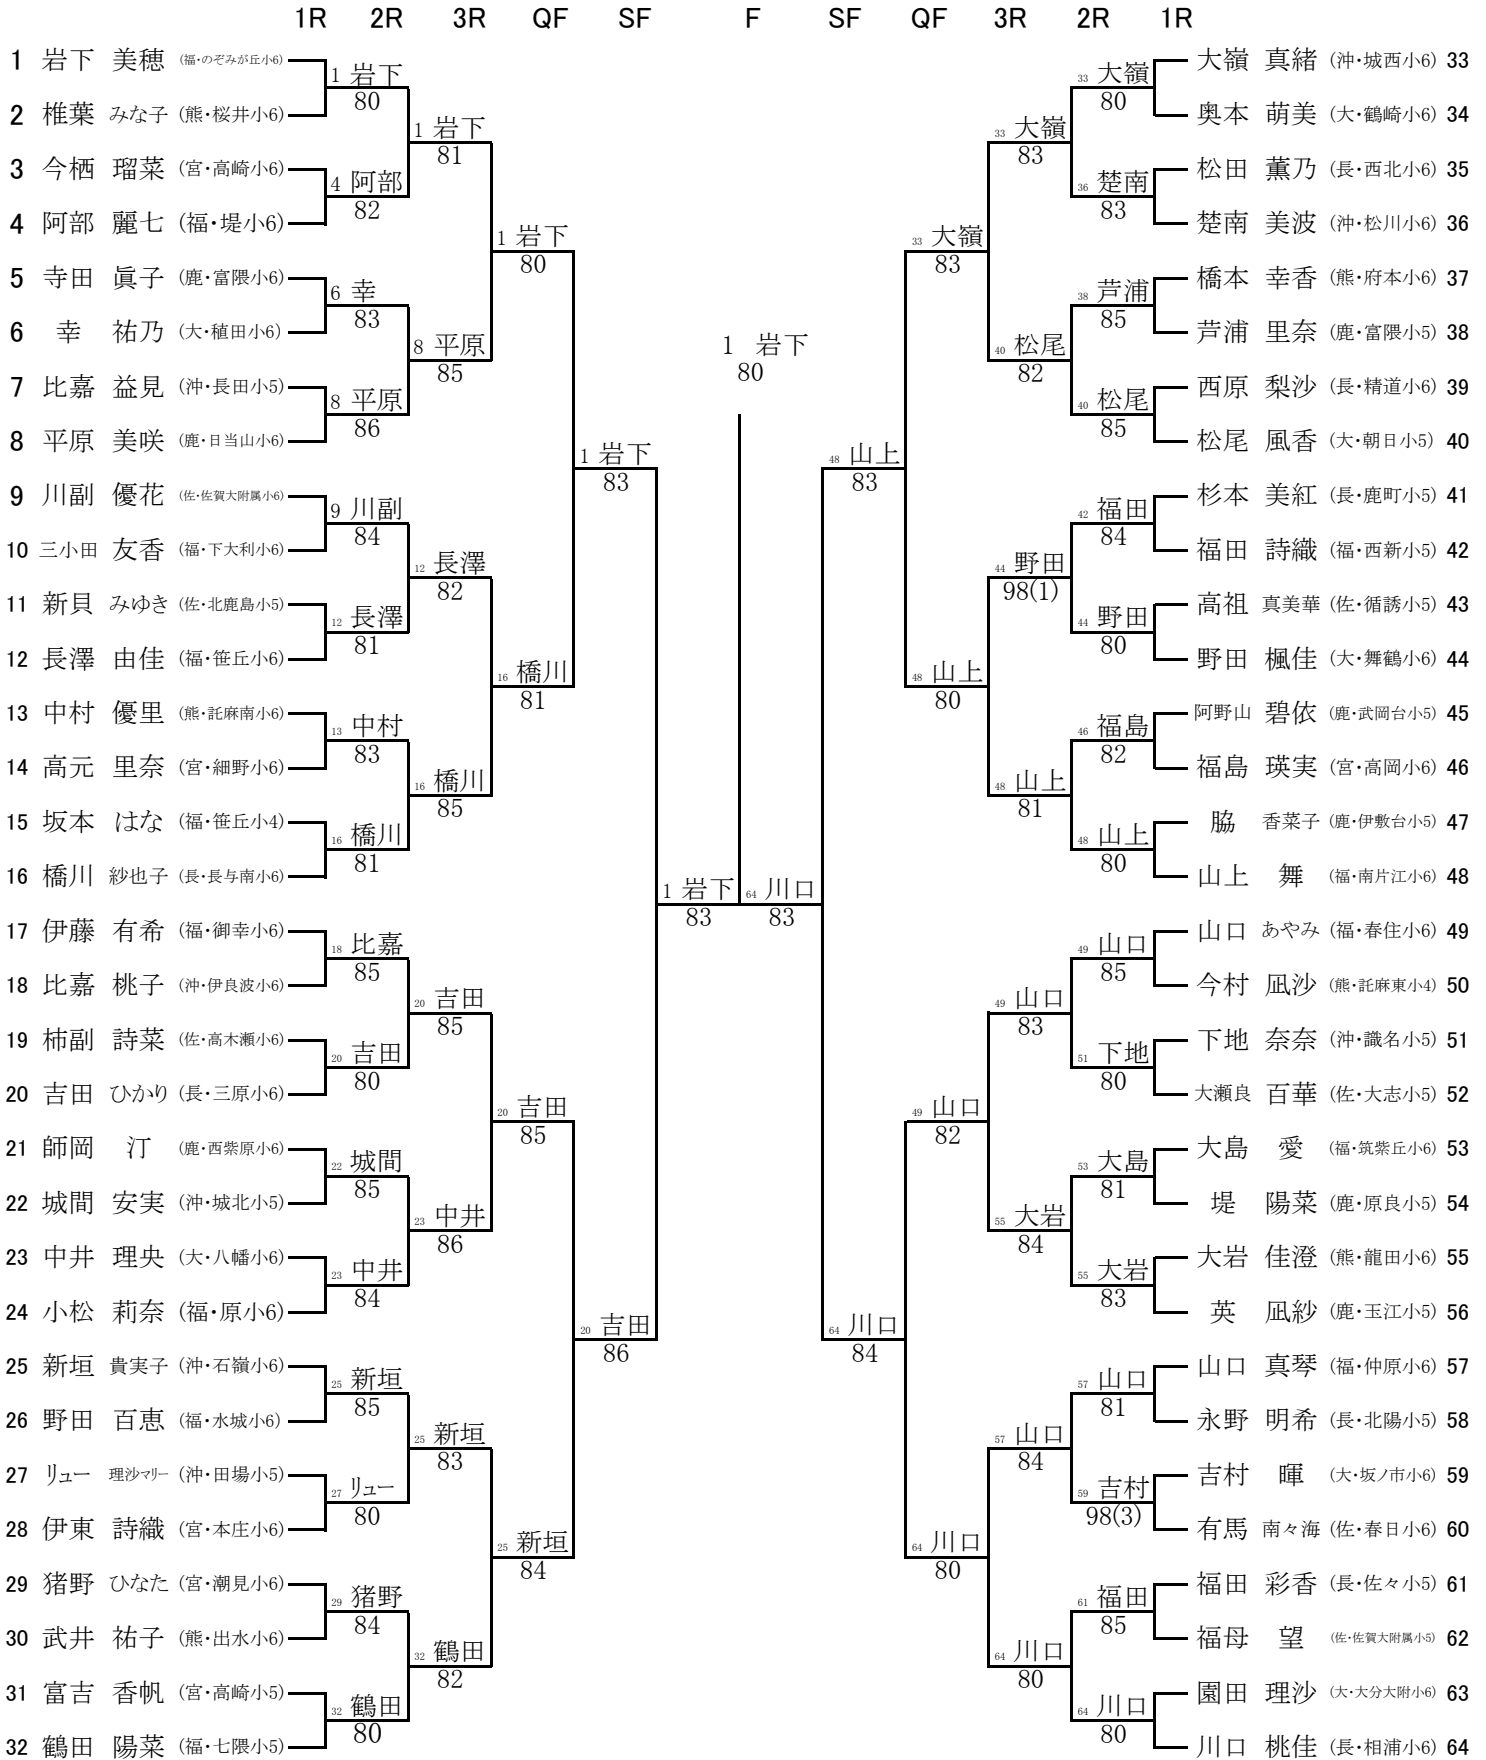 1R 2R 3R QF SF F SF QF 3R 2R 1R
1 岩下 美穂 (福・のぞみが丘小6)
2 椎葉 みな子 (熊・桜井小6)
3 今栖 瑠菜 (宮・高崎小6)
4 阿部 麗七 (福・堤小6)
5 寺田 眞子 (鹿・富隈小6)
6 幸 祐乃 (大・稙田小6)
7 比嘉 益見 (沖・長田小5)
8 平原 美咲 (鹿・日当山小6)
9 川副 優花 (佐・佐賀大附属小6)
10 三小田 友香 (福・下大利小6)
11 新貝 みゆき (佐・北鹿島小5)
12 長澤 由佳 (福・笹丘小6)
13 中村 優里 (熊・託麻南小6)
14 高元 里奈 (宮・細野小6)
15 坂本 はな (福・笹丘小4)
16 橋川 紗也子 (長・長与南小6)
17 伊藤 有希 (福・御幸小6)
18 比嘉 桃子 (沖・伊良波小6)
19 柿副 詩菜 (佐・高木瀬小6)
20 吉田 ひかり (長・三原小6)
21 師岡 汀 (鹿・西紫原小6)
22 城間 安実 (沖・城北小5)
23 中井 理央 (大・八幡小6)
24 小松 莉奈 (福・原小6)
25 新垣 貴実子 (沖・石嶺小6)
26 野田 百恵 (福・水城小6)
27 リュー 理沙マリー (沖・田場小5)
28 伊東 詩織 (宮・本庄小6)
29 猪野 ひなた (宮・潮見小6)
30 武井 祐子 (熊・出水小6)
31 富吉 香帆 (宮・高崎小5)
32 鶴田 陽菜 (福・七隈小5)
1 岩下
80
4 阿部
82
6 幸
83
8 平原
86
9 川副
84
12 長澤
81
13 中村
83
16 橋川
81
18 比嘉
85
20 吉田
80
22 城間
85
23 中井
84
25 新垣
85
27 リュー
80
29 猪野
84
32 鶴田
80
1 岩下
81
8 平原
85
12 長澤
82
16 橋川
85
20 吉田
85
23 中井
86
25 新垣
83
32 鶴田
82
1 岩下
80
16 橋川
81
20 吉田
85
25 新垣
84
1 岩下
83
20 吉田
86
1 岩下
83
1 岩下
80
64 川口
83
48 山上
83
64 川口
84
33 大嶺
83
48 山上
80
49 山口
82
64 川口
80
33 大嶺
83
40 松尾
82
44 野田
98(1)
48 山上
81
49 山口
83
55 大岩
84
57 山口
84
64 川口
80
33 大嶺
80
36 楚南
83
38 芦浦
85
40 松尾
85
42 福田
84
44 野田
80
46 福島
82
48 山上
80
49 山口
85
51 下地
80
53 大島
81
55 大岩
83
57 山口
81
59 吉村
98(3)
61 福田
85
64 川口
80
大嶺 真緒 (沖・城西小6) 33
奥本 萌美 (大・鶴崎小6) 34
松田 薫乃 (長・西北小6) 35
楚南 美波 (沖・松川小6) 36
橋本 幸香 (熊・府本小6) 37
芦浦 里奈 (鹿・富隈小5) 38
西原 梨沙 (長・精道小6) 39
松尾 風香 (大・朝日小5) 40
杉本 美紅 (長・鹿町小5) 41
福田 詩織 (福・西新小5) 42
高祖 真美華 (佐・循誘小5) 43
野田 楓佳 (大・舞鶴小6) 44
阿野山 碧依 (鹿・武岡台小5) 45
福島 瑛実 (宮・高岡小6) 46
脇 香菜子 (鹿・伊敷台小5) 47
山上 舞 (福・南片江小6) 48
山口 あやみ (福・春住小6) 49
今村 凪沙 (熊・託麻東小4) 50
下地 奈奈 (沖・識名小5) 51
大瀬良 百華 (佐・大志小5) 52
大島 愛 (福・筑紫丘小6) 53
堤 陽菜 (鹿・原良小5) 54
大岩 佳澄 (熊・龍田小6) 55
英 凪紗 (鹿・玉江小5) 56
山口 真琴 (福・仲原小6) 57
永野 明希 (長・北陽小5) 58
吉村 暉 (大・坂ノ市小6) 59
有馬 南々海 (佐・春日小6) 60
福田 彩香 (長・佐々小5) 61
福母 望 (佐・佐賀大附属小5) 62
園田 理沙 (大・大分大附小6) 63
川口 桃佳 (長・相浦小6) 64